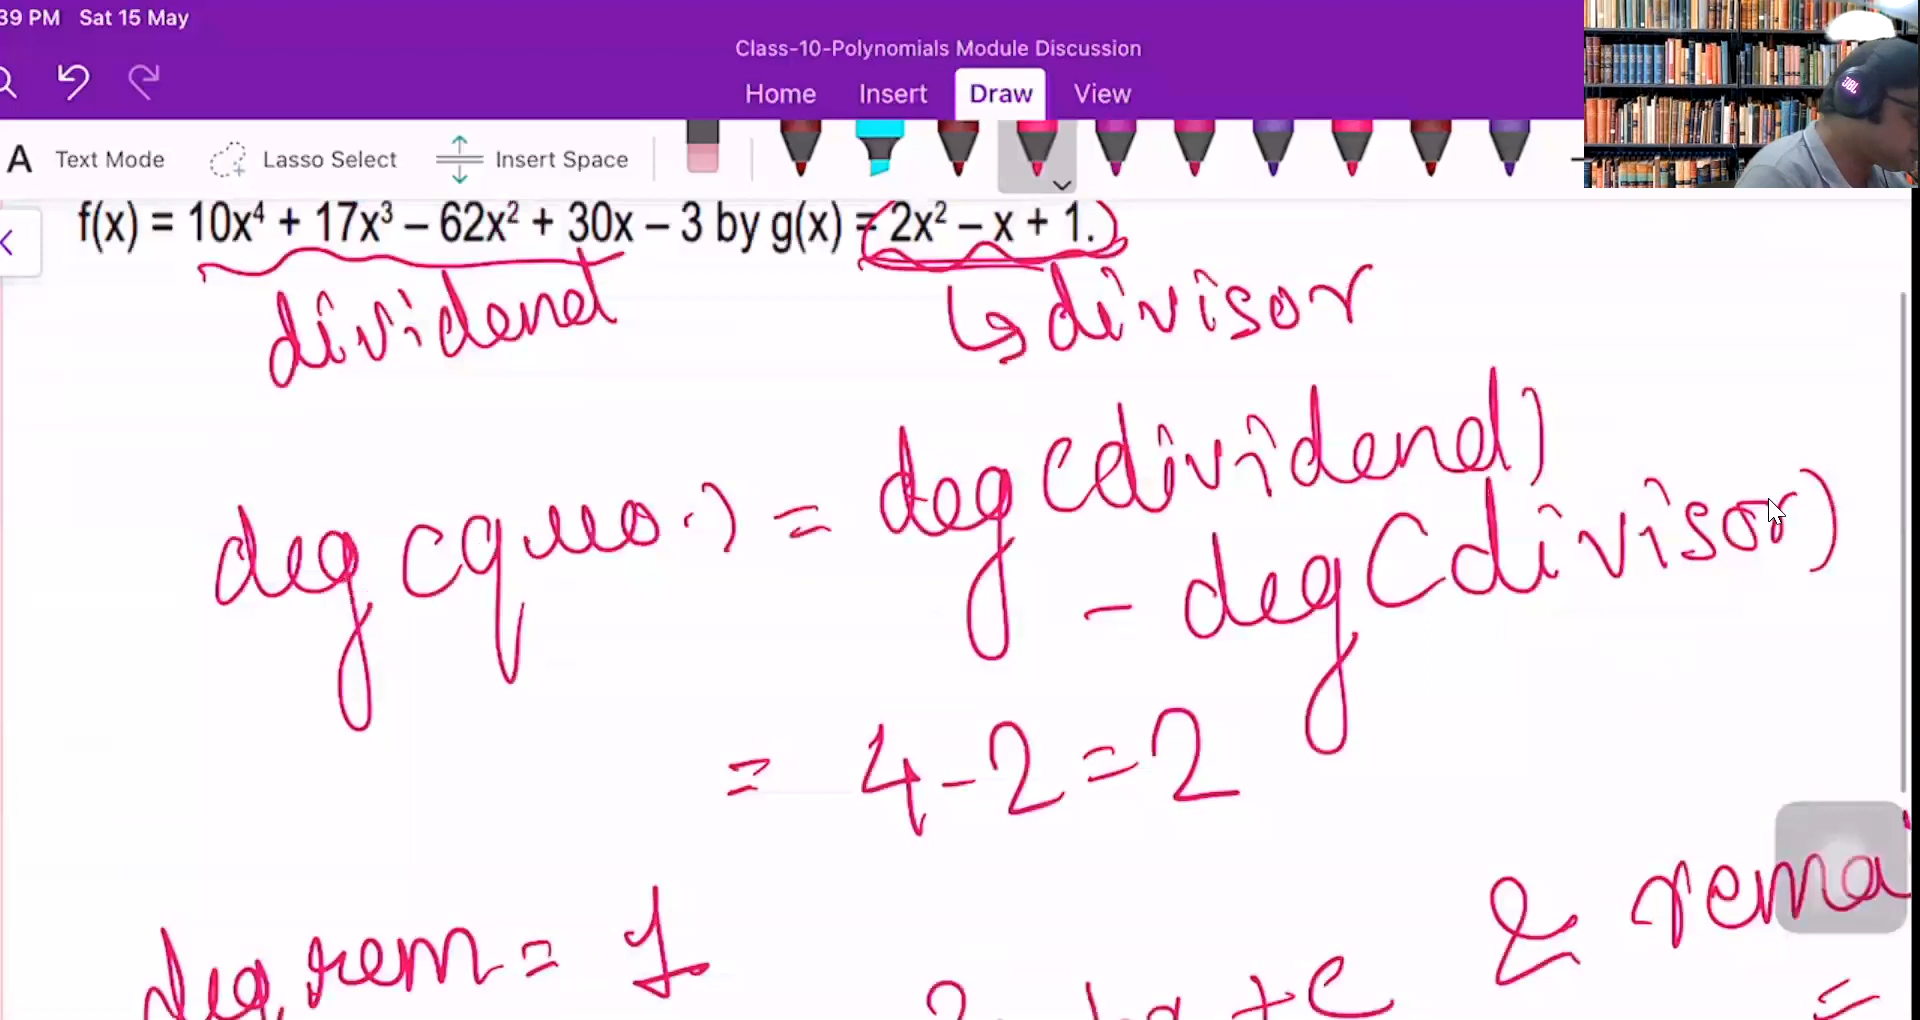 39 PM Sat 15 May
Class-10-Polynomials Module Discussion
Home Insert Draw View
A Text Mode Lasso Select Insert Space
f(x) = 10x⁴ + 17x³ – 62x² + 30x – 3 by g(x) = 2x² – x + 1.
dividend ↳ divisor
deg (quo.) = deg (dividend)
- deg (divisor)
= 4 - 2 = 2
& rema
deg rem = 1
+ c =
JBL